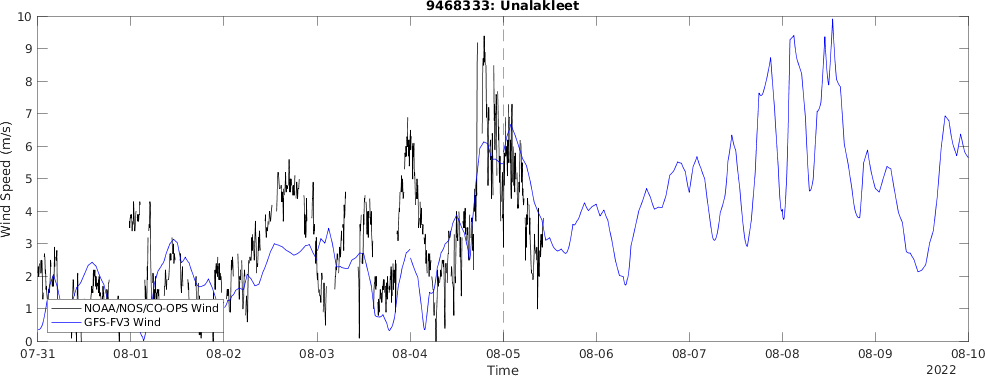 9468333: Unalakleet
10
9
8
7
6
5
4
3
2
1
0
Wind Speed (m/s)
NOAA/NOS/CO-OPS Wind
GFS-FV3 Wind
07-31 08-01 08-02 08-03 08-04 08-05 08-06 08-07 08-08 08-09 08-10
Time
2022